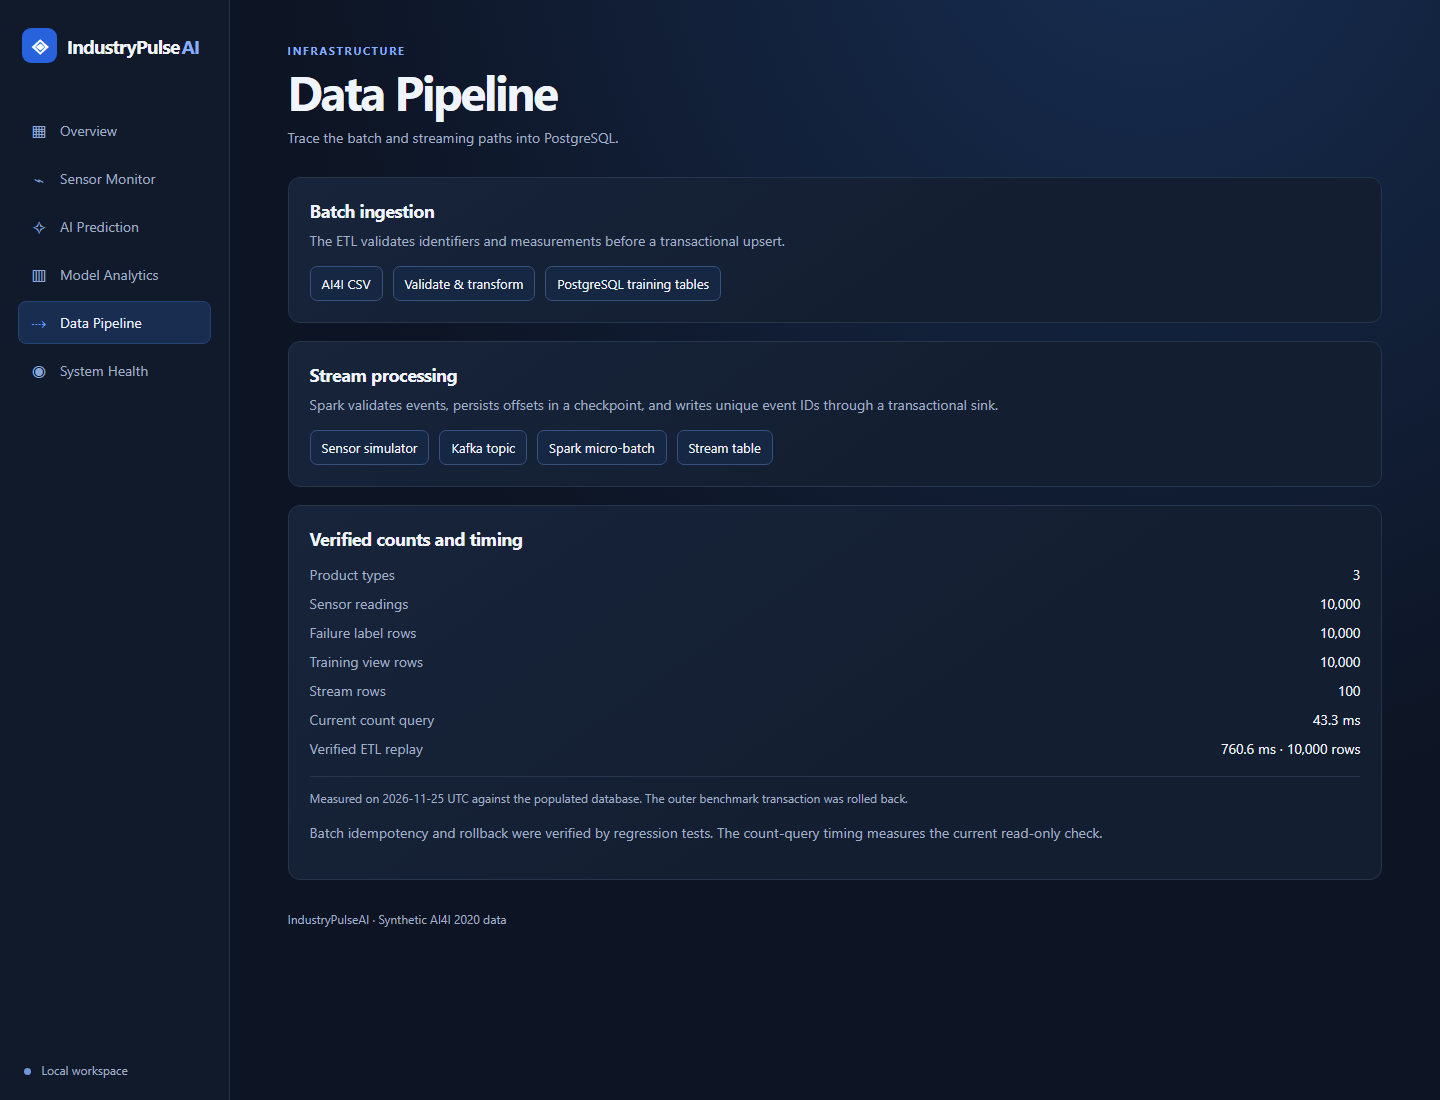 IndustryPulseAI
Overview
Sensor Monitor
AI Prediction
Model Analytics
Data Pipeline
System Health
Local workspace
INFRASTRUCTURE
Data Pipeline
Trace the batch and streaming paths into PostgreSQL.
Batch ingestion
The ETL validates identifiers and measurements before a transactional upsert.
AI4I CSV
Validate & transform
PostgreSQL training tables
Stream processing
Spark validates events, persists offsets in a checkpoint, and writes unique event IDs through a transactional sink.
Sensor simulator
Kafka topic
Spark micro-batch
Stream table
Verified counts and timing
Product types 3
Sensor readings 10,000
Failure label rows 10,000
Training view rows 10,000
Stream rows 100
Current count query 43.3 ms
Verified ETL replay 760.6 ms · 10,000 rows
Measured on 2026-11-25 UTC against the populated database. The outer benchmark transaction was rolled back.
Batch idempotency and rollback were verified by regression tests. The count-query timing measures the current read-only check.
IndustryPulseAI · Synthetic AI4I 2020 data